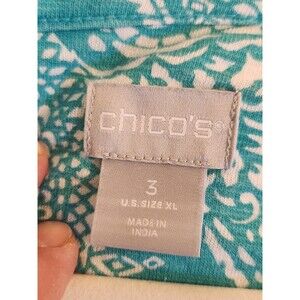 chico's
3
U.S. SIZE XL
MADE IN
INDIA